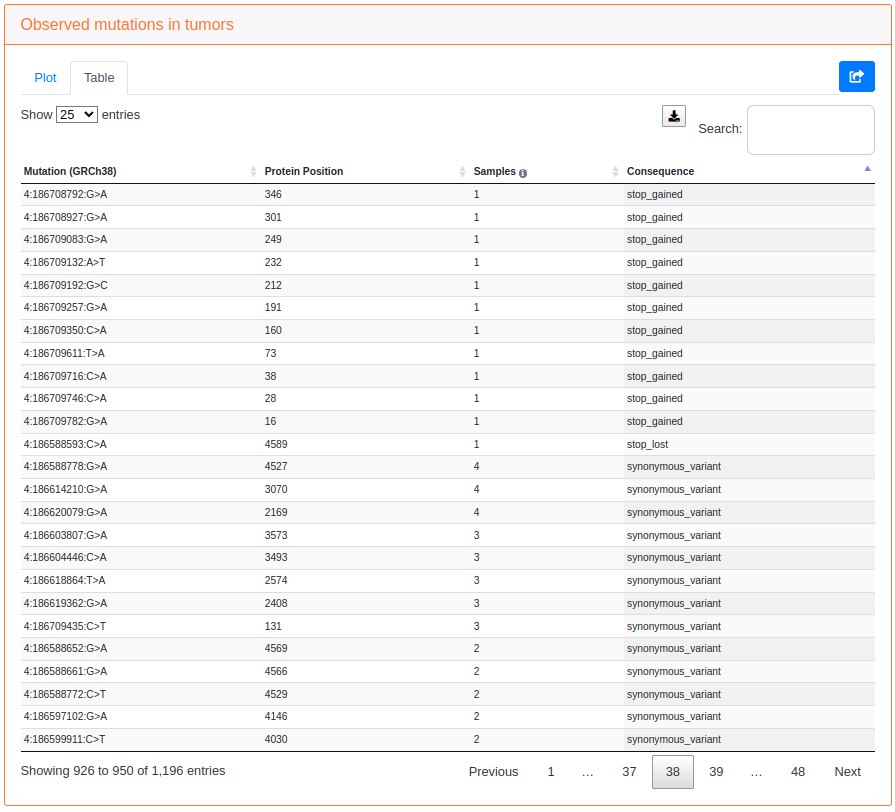 Observed mutations in tumors
Plot Table
Show 25 entries Search:
Mutation (GRCh38) Protein Position Samples Consequence
4:186708792:G>A 346 1 stop_gained
4:186708927:G>A 301 1 stop_gained
4:186709083:G>A 249 1 stop_gained
4:186709132:A>T 232 1 stop_gained
4:186709192:G>C 212 1 stop_gained
4:186709257:G>A 191 1 stop_gained
4:186709350:C>A 160 1 stop_gained
4:186709611:T>A 73 1 stop_gained
4:186709716:C>A 38 1 stop_gained
4:186709746:C>A 28 1 stop_gained
4:186709782:G>A 16 1 stop_gained
4:186588593:C>A 4589 1 stop_lost
4:186588778:G>A 4527 4 synonymous_variant
4:186614210:G>A 3070 4 synonymous_variant
4:186620079:G>A 2169 4 synonymous_variant
4:186603807:G>A 3573 3 synonymous_variant
4:186604446:C>A 3493 3 synonymous_variant
4:186618864:T>A 2574 3 synonymous_variant
4:186619362:G>A 2408 3 synonymous_variant
4:186709435:C>T 131 3 synonymous_variant
4:186588652:G>A 4569 2 synonymous_variant
4:186588661:G>A 4566 2 synonymous_variant
4:186588772:C>T 4529 2 synonymous_variant
4:186597102:G>A 4146 2 synonymous_variant
4:186599911:C>T 4030 2 synonymous_variant
Showing 926 to 950 of 1,196 entries Previous 1 … 37 38 39 … 48 Next